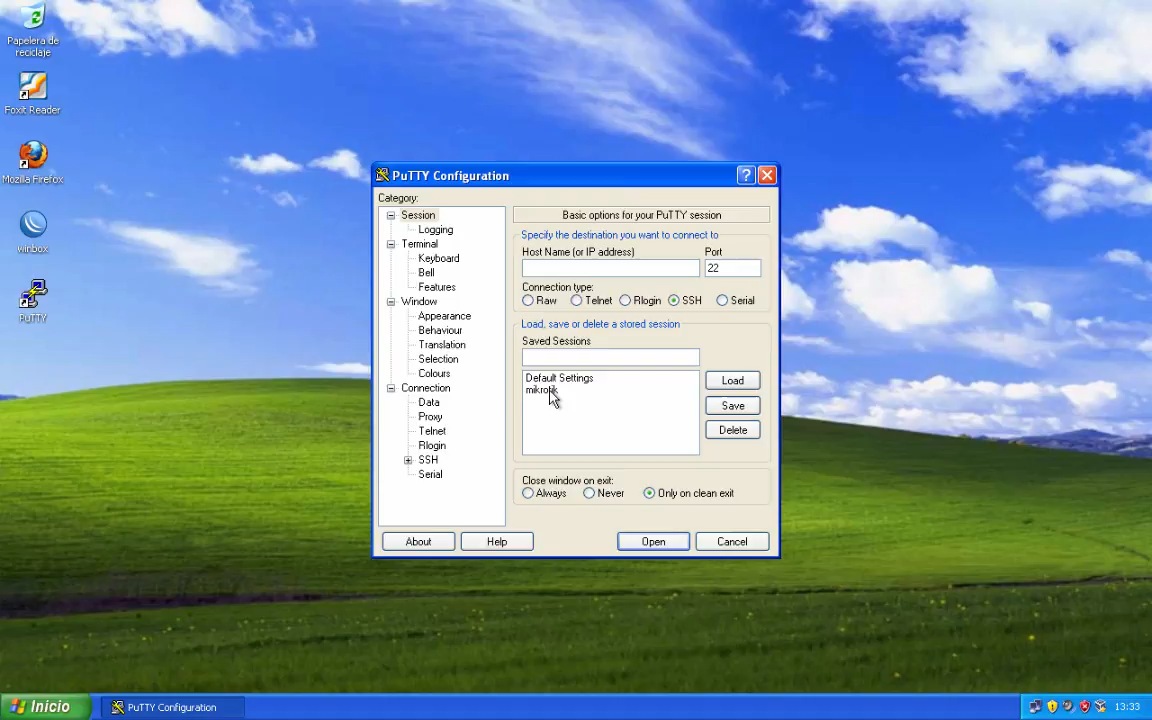 Papelera de
reciclaje
Foxit Reader
Mozilla Firefox
winbox
PuTTY
PuTTY Configuration
Category:
Session
Logging
Terminal
Keyboard
Bell
Features
Window
Appearance
Behaviour
Translation
Selection
Colours
Connection
Data
Proxy
Telnet
Rlogin
SSH
Serial
Basic options for your PuTTY session
Specify the destination you want to connect to
Host Name (or IP address) Port
22
Connection type:
Raw Telnet Rlogin SSH Serial
Load, save or delete a stored session
Saved Sessions
Default Settings
mikrotik
Load
Save
Delete
Close window on exit:
Always Never Only on clean exit
About Help Open Cancel
Inicio PuTTY Configuration 13:33